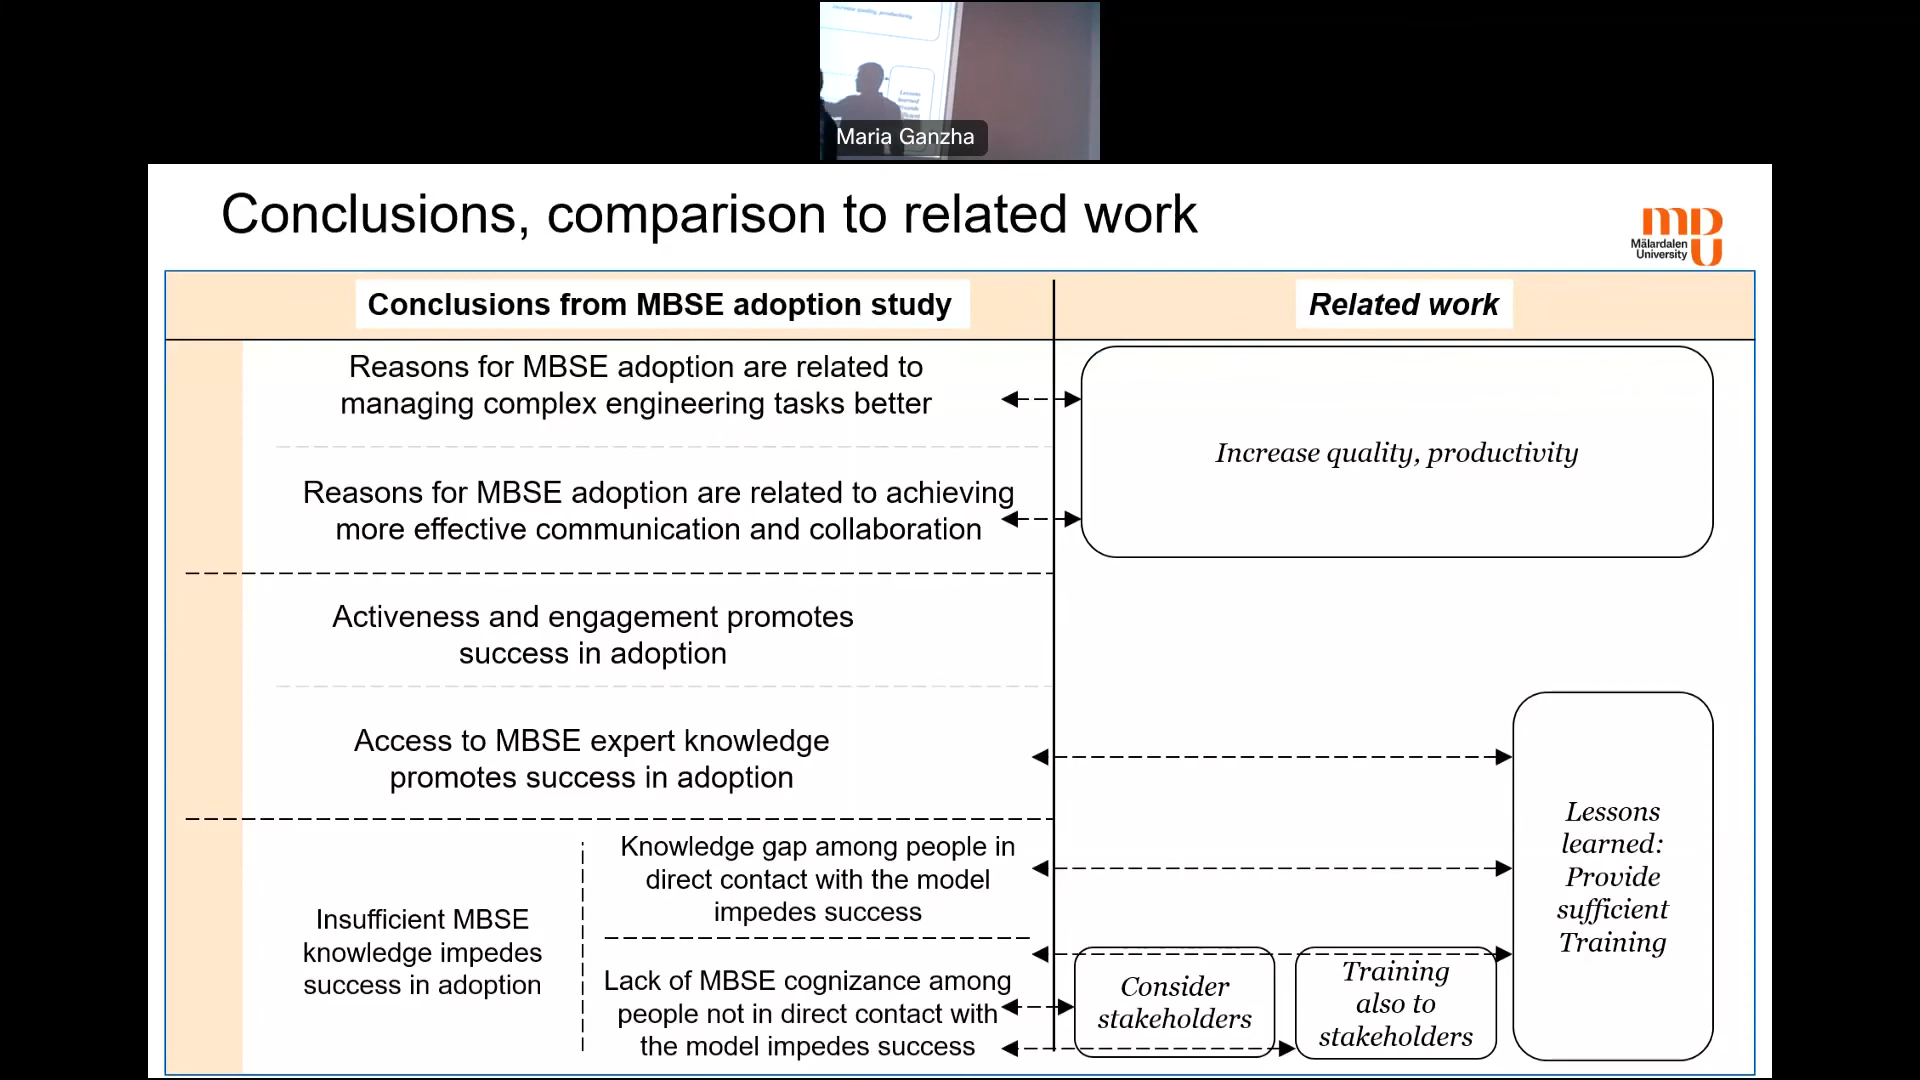 Increase quality, productivity
Lessons
learned
Maria Ganzha
Conclusions, comparison to related work
Mälardalen
University
Conclusions from MBSE adoption study
Related work
Reasons for MBSE adoption are related to
managing complex engineering tasks better
Increase quality, productivity
Reasons for MBSE adoption are related to achieving
more effective communication and collaboration
Activeness and engagement promotes
success in adoption
Access to MBSE expert knowledge
promotes success in adoption
Insufficient MBSE
knowledge impedes
success in adoption
Knowledge gap among people in
direct contact with the model
impedes success
Lack of MBSE cognizance among
people not in direct contact with
the model impedes success
Consider
stakeholders
Training
also to
stakeholders
Lessons
learned:
Provide
sufficient
Training